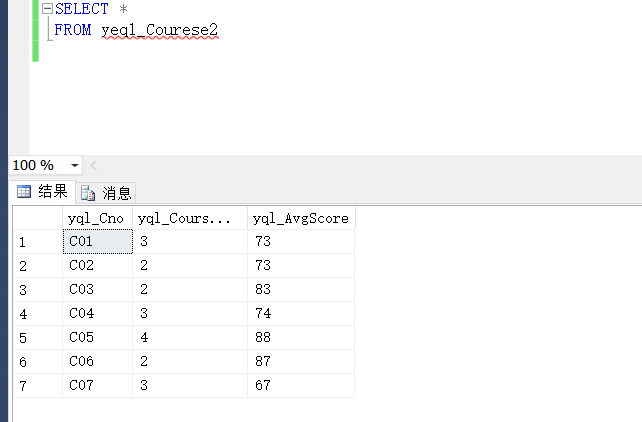 SELECT *
FROM yeql_Courese2
100 %
结果 消息
yql_Cno yql_Cours... yql_AvgScore
1 C01 3 73
2 C02 2 73
3 C03 2 83
4 C04 3 74
5 C05 4 88
6 C06 2 87
7 C07 3 67